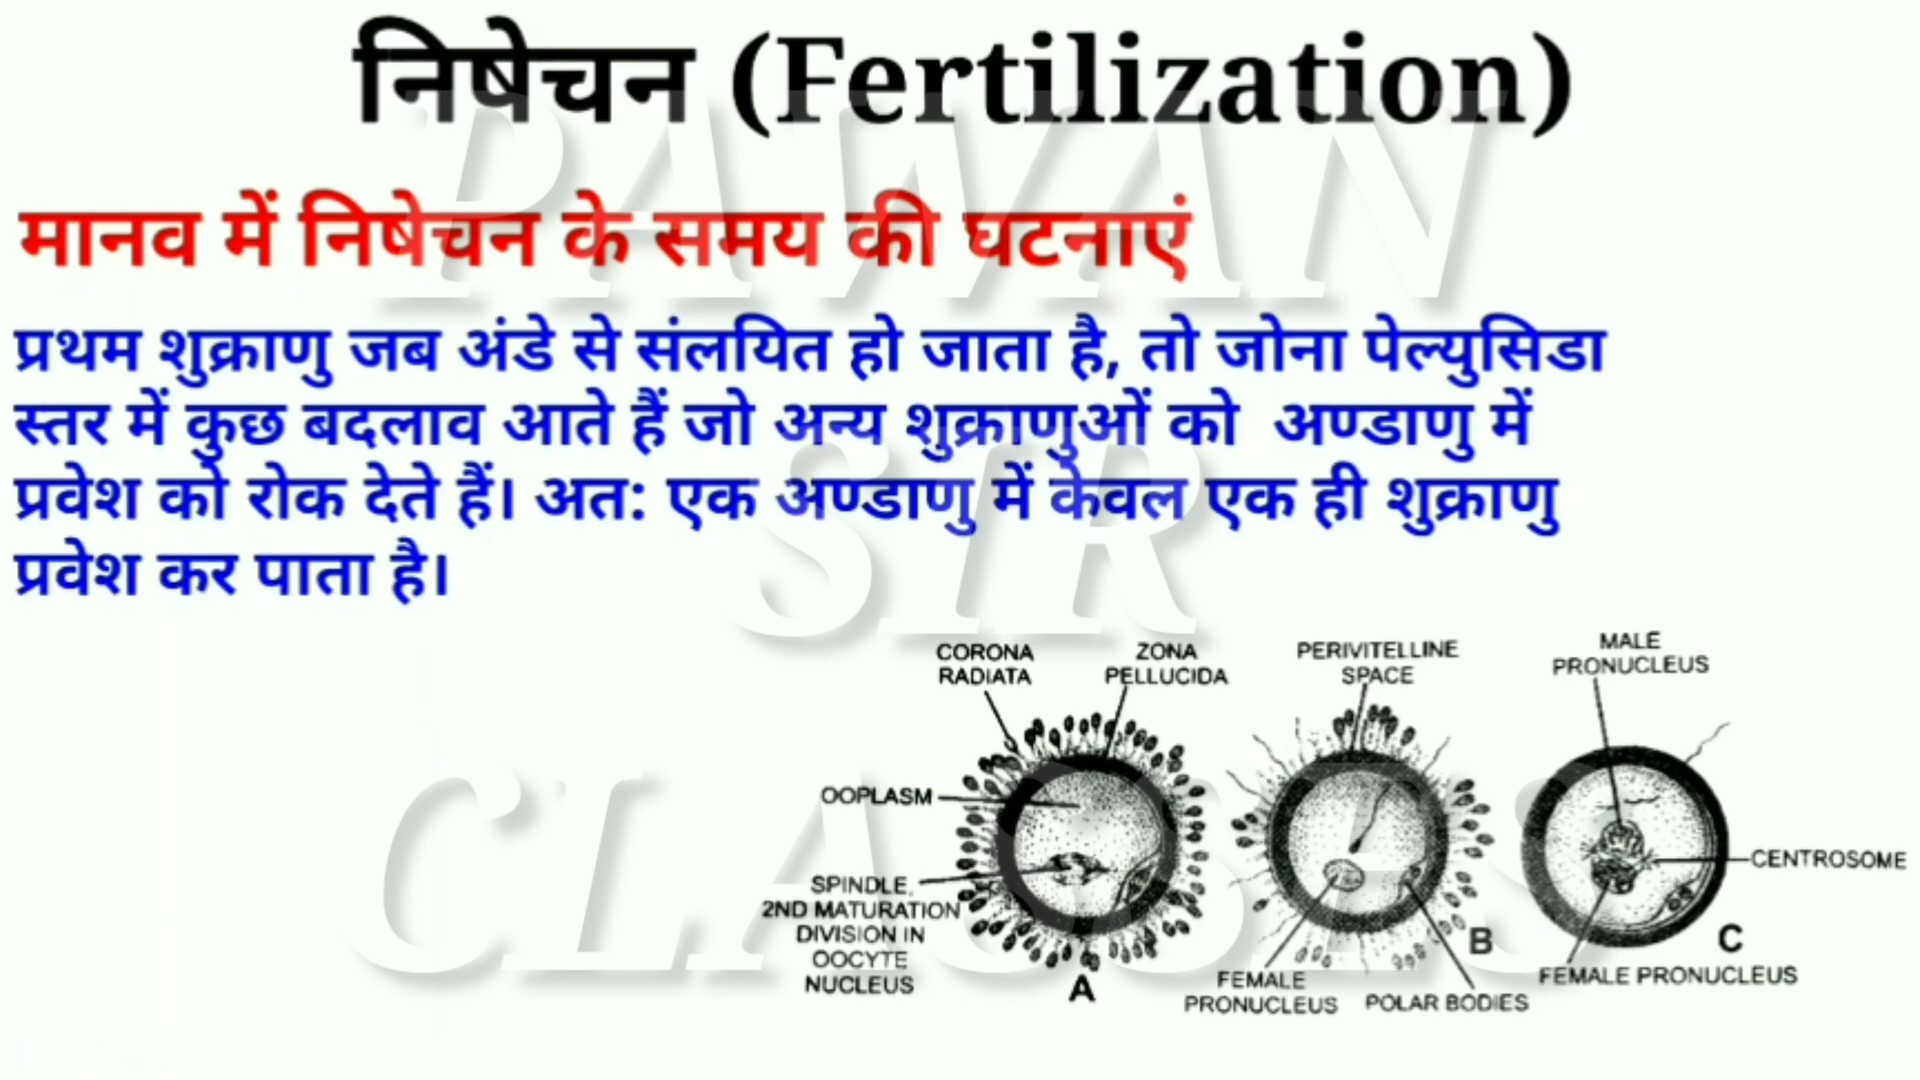 निषेचन (Fertilization)
मानव में निषेचन के समय की घटनाएं
प्रथम शुक्राणु जब अंडे से संलयित हो जाता है, तो जोना पेल्युसिडा
स्तर में कुछ बदलाव आते हैं जो अन्य शुक्राणुओं को अण्डाणु में
प्रवेश को रोक देते हैं। अत: एक अण्डाणु में केवल एक ही शुक्राणु
प्रवेश कर पाता है।
PAWAN
SIR
CLASSES
CORONA
RADIATA
ZONA
PELLUCIDA
OOPLASM
SPINDLE,
2ND MATURATION
DIVISION IN
OOCYTE
NUCLEUS
A
PERIVITELLINE
SPACE
FEMALE
PRONUCLEUS
POLAR BODIES
B
MALE
PRONUCLEUS
CENTROSOME
C
FEMALE PRONUCLEUS